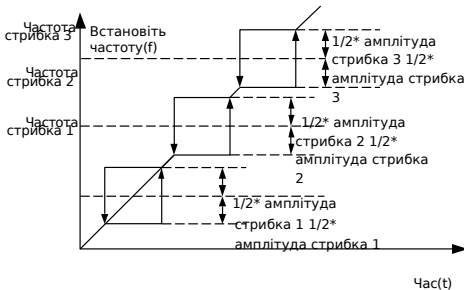 Частота
стрибка 3
Встановіть
частоту(f)
Частота
стрибка 2
Частота
стрибка 1
1/2* амплітуда
стрибка 3 1/2*
амплітуда стрибка
3
1/2* амплітуда
стрибка 2 1/2*
амплітуда стрибка
2
1/2* амплітуда
стрибка 1 1/2*
амплітуда стрибка 1
Час(t)